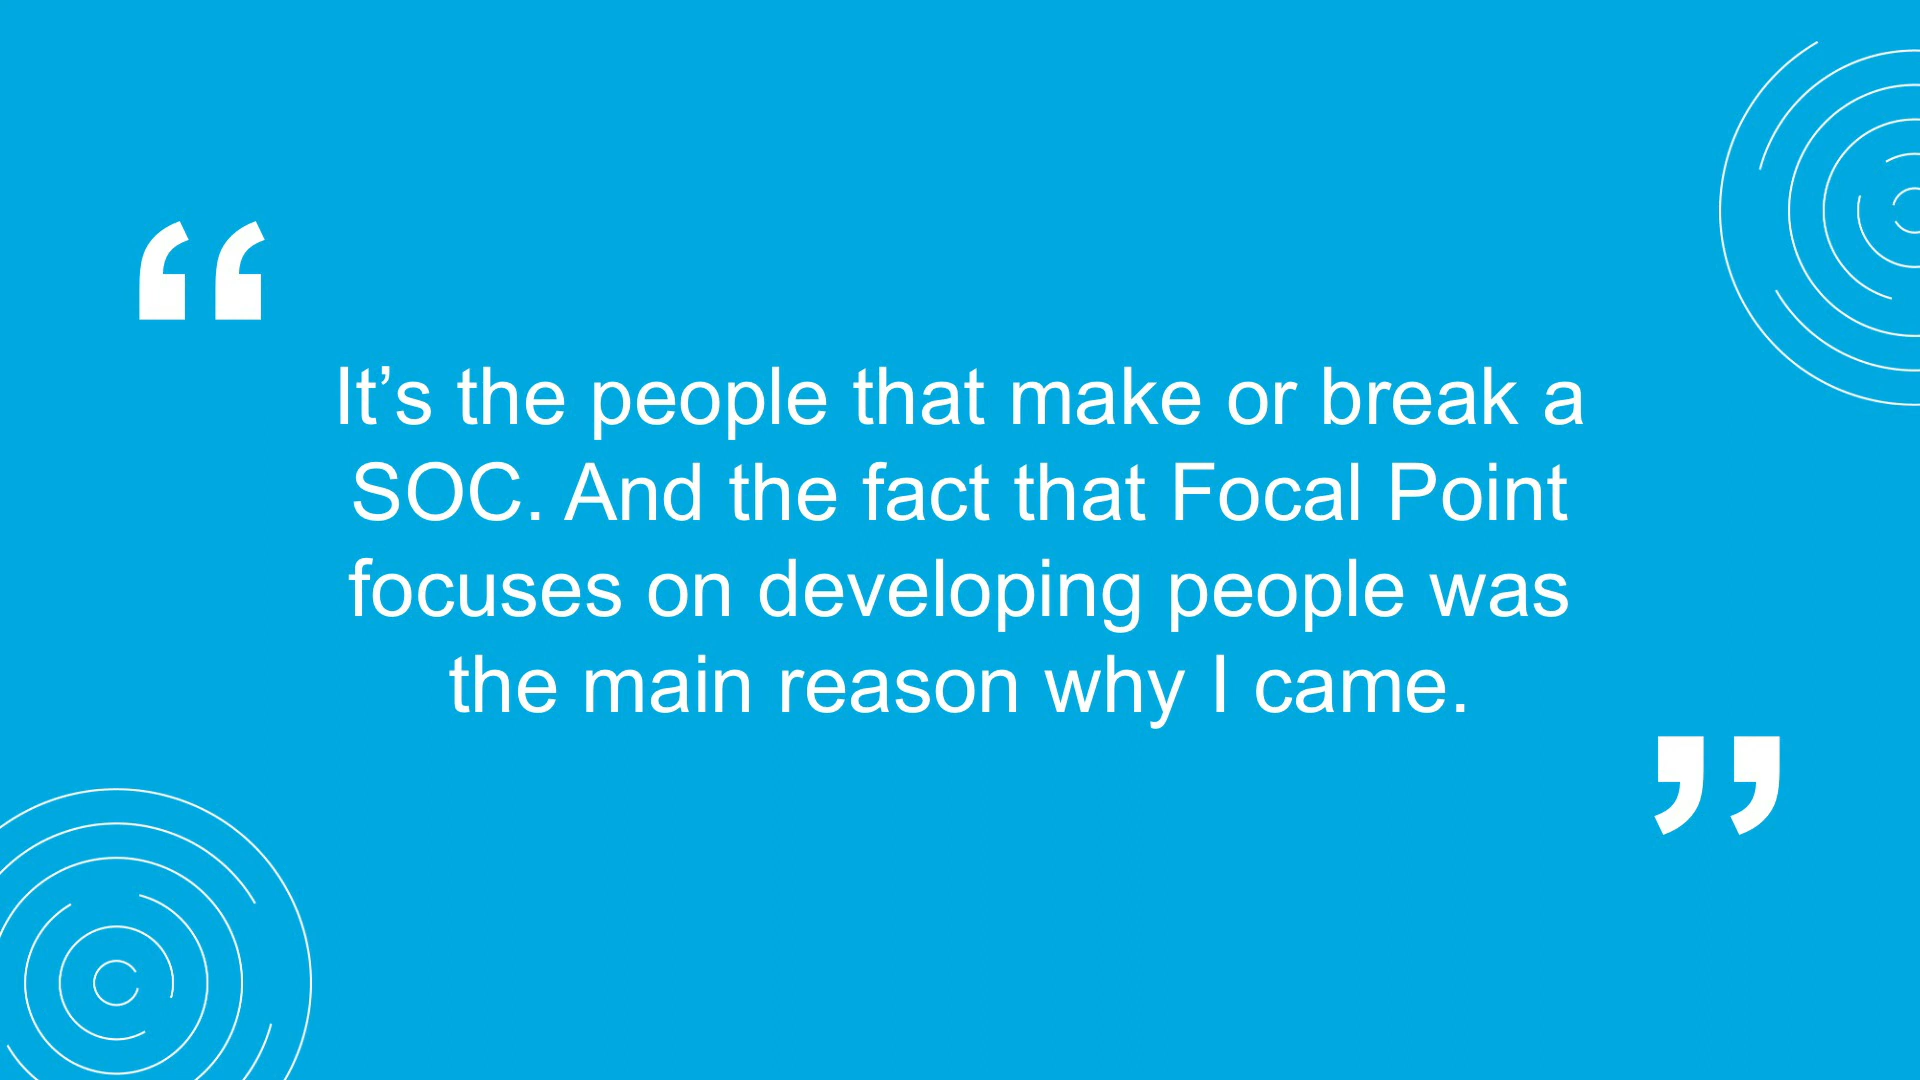 “
It’s the people that make or break a
SOC. And the fact that Focal Point
focuses on developing people was
the main reason why I came.
”